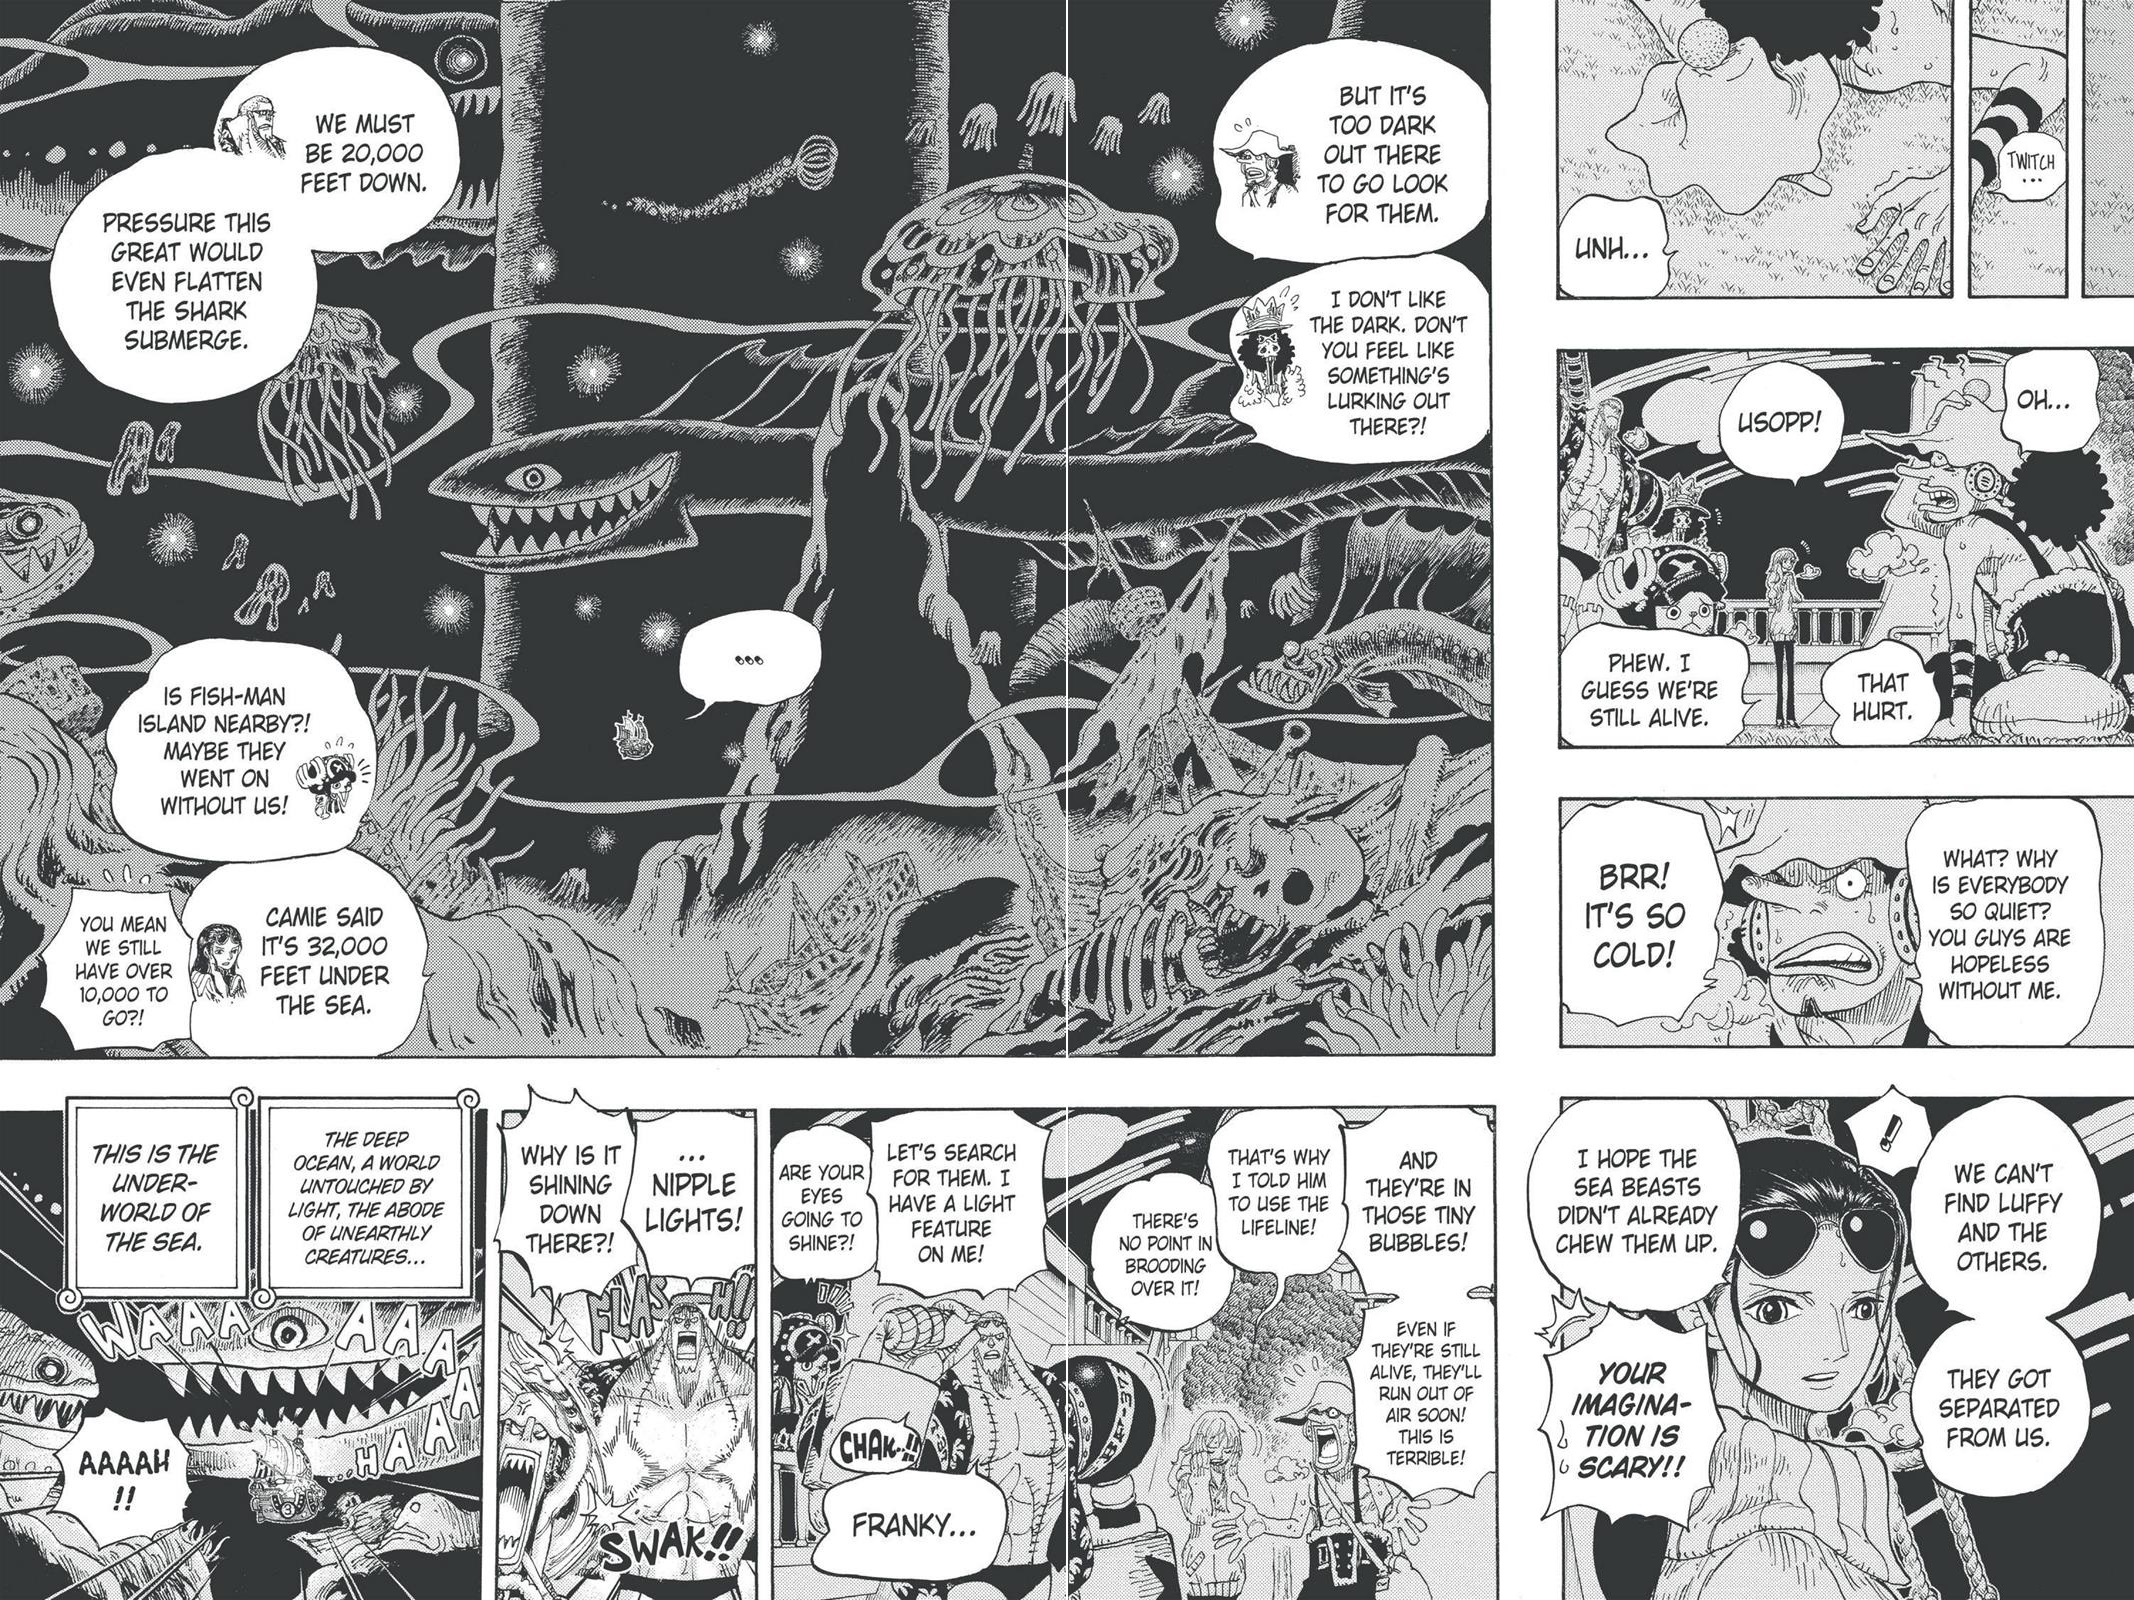 UNH...
TWITCH
...
OH...
USOPP!
THAT
HURT.
PHEW. I
GUESS WE'RE
STILL ALIVE.
WHAT? WHY
IS EVERYBODY
SO QUIET?
YOU GUYS ARE
HOPELESS
WITHOUT ME.
BRR!
IT'S SO
COLD!
!
WE CAN'T
FIND LUFFY
AND THE
OTHERS.
THEY GOT
SEPARATED
FROM US.
I HOPE THE
SEA BEASTS
DIDN'T ALREADY
CHEW THEM UP.
YOUR
IMAGINA-
TION IS
SCARY!!
BUT IT'S
TOO DARK
OUT THERE
TO GO LOOK
FOR THEM.
I DON'T LIKE
THE DARK. DON'T
YOU FEEL LIKE
SOMETHING'S
LURKING OUT
THERE?!
...
WE MUST
BE 20,000
FEET DOWN.
PRESSURE THIS
GREAT WOULD
EVEN FLATTEN
THE SHARK
SUBMERGE.
IS FISH-MAN
ISLAND NEARBY?!
MAYBE THEY
WENT ON
WITHOUT US!
CAMIE SAID
IT'S 32,000
FEET UNDER
THE SEA.
YOU MEAN
WE STILL
HAVE OVER
10,000 TO
GO?!
AND
THEY'RE IN
THOSE TINY
BUBBLES!
EVEN IF
THEY'RE STILL
ALIVE, THEY'LL
RUN OUT OF
AIR SOON!
THIS IS
TERRIBLE!
THAT'S WHY
I TOLD HIM
TO USE THE
LIFELINE!
THERE'S
NO POINT IN
BROODING
OVER IT!
LET'S SEARCH
FOR THEM. I
HAVE A LIGHT
FEATURE
ON ME!
ARE YOUR
EYES
GOING TO
SHINE?!
CHAK..!!
FRANKY...
...
NIPPLE
LIGHTS!
FLASH!!
WHY IS IT
SHINING
DOWN
THERE?!
SWAK!!
THE DEEP
OCEAN, A WORLD
UNTOUCHED BY
LIGHT, THE ABODE
OF UNEARTHLY
CREATURES...
THIS IS THE
UNDER-
WORLD OF
THE SEA.
WAAAAAAAA...HA
AAAAH
!!